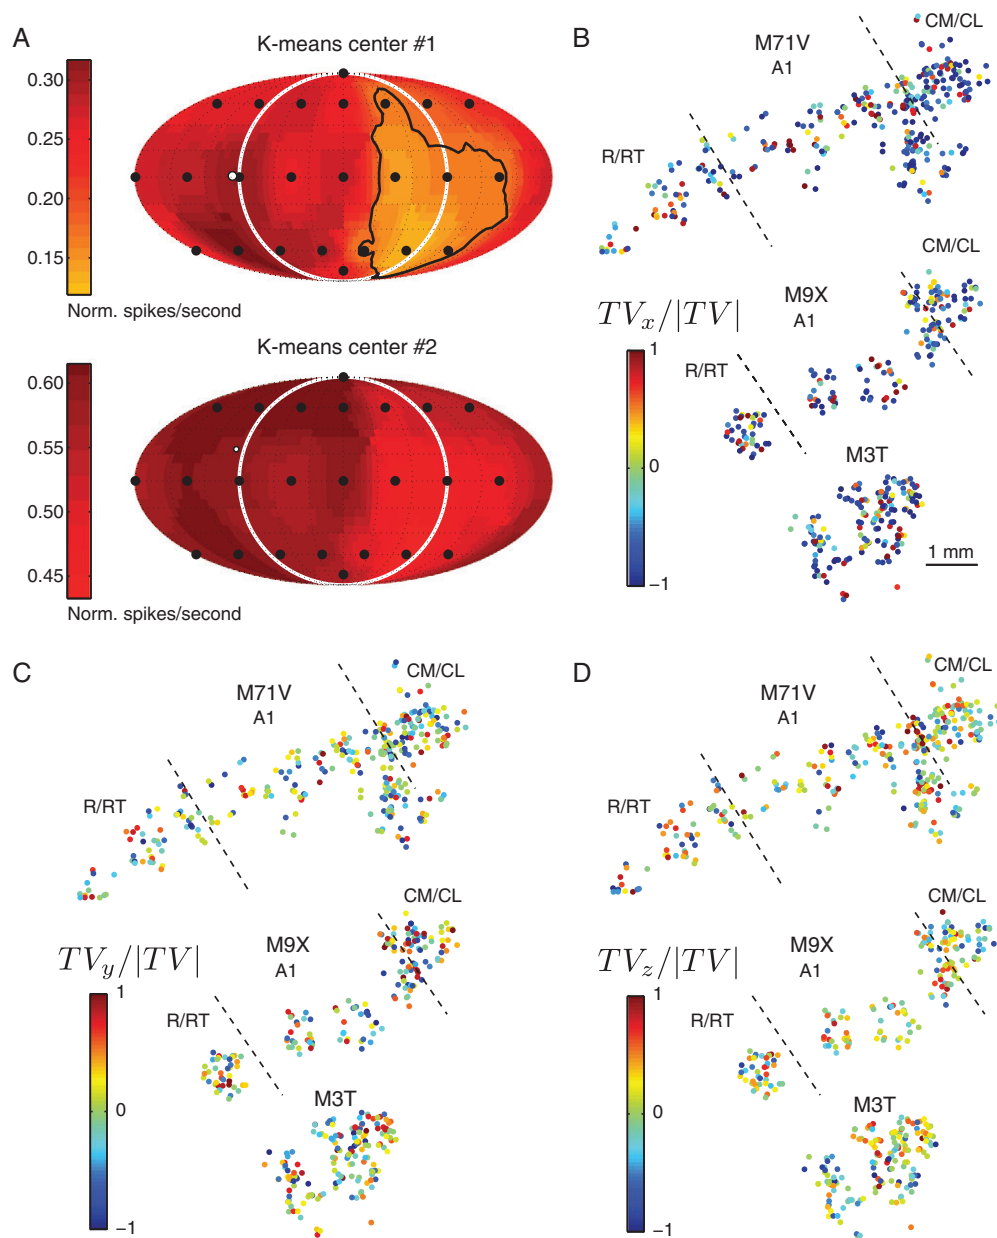 A
K-means center #1
0.30
0.25
0.20
0.15
Norm. spikes/second
K-means center #2
0.60
0.55
0.50
0.45
Norm. spikes/second
B
M71V
A1
CM/CL
R/RT
CM/CL
TVx/|TV|
M9X
A1
1
0
−1
R/RT
M3T
1 mm
C
M71V
A1
CM/CL
R/RT
CM/CL
TVy/|TV|
M9X
A1
1
0
−1
R/RT
M3T
D
M71V
A1
CM/CL
R/RT
CM/CL
TVz/|TV|
M9X
A1
1
0
−1
R/RT
M3T